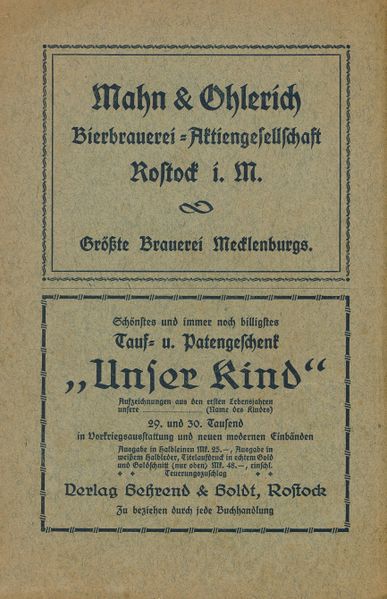 Mahn & Ohlerich
Bierbrauerei-Aktiengesellschaft
Rostock i. M.
Größte Brauerei Mecklenburgs.
Schönstes und immer noch billigstes
Tauf- u. Patengeschenk
„Unser Kind“
Aufzeichnungen aus den ersten Lebensjahren
unsere ............ (Name des Kindes)
29. und 30. Tausend
in Vorkriegsausstattung und neuen modernen Einbänden
Ausgabe in Halbleinen Mk. 25.–, Ausgabe in
weißem Halbleder, Titelaufdruck in echtem Gold
und Goldschnitt (nur oben) Mk. 48.–, einschl.
Teuerungszuschlag
Verlag Behrend & Boldt, Rostock
Zu beziehen durch jede Buchhandlung